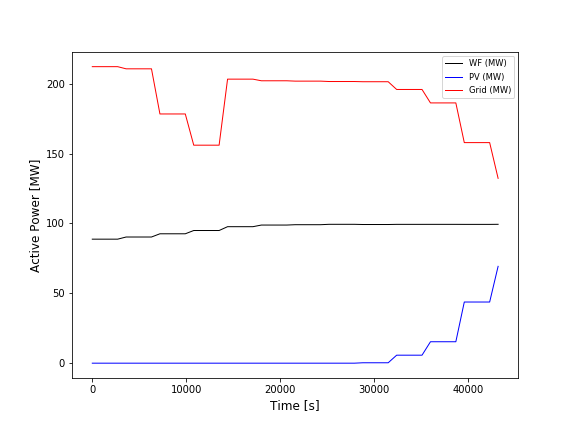 WF (MW)
PV (MW)
Grid (MW)
200
150
100
50
0
Active Power [MW]
0 10000 20000 30000 40000
Time [s]